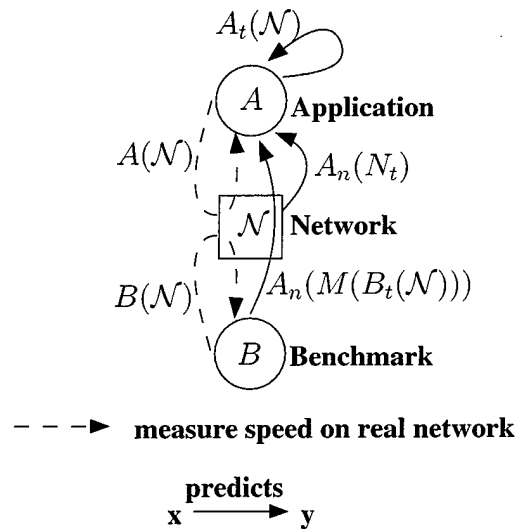 A_t(𝒩)
A Application
A(𝒩)
A_n(N_t)
𝒩 Network
B(𝒩)
A_n(M(B_t(𝒩)))
B Benchmark
measure speed on real network
predicts
x y